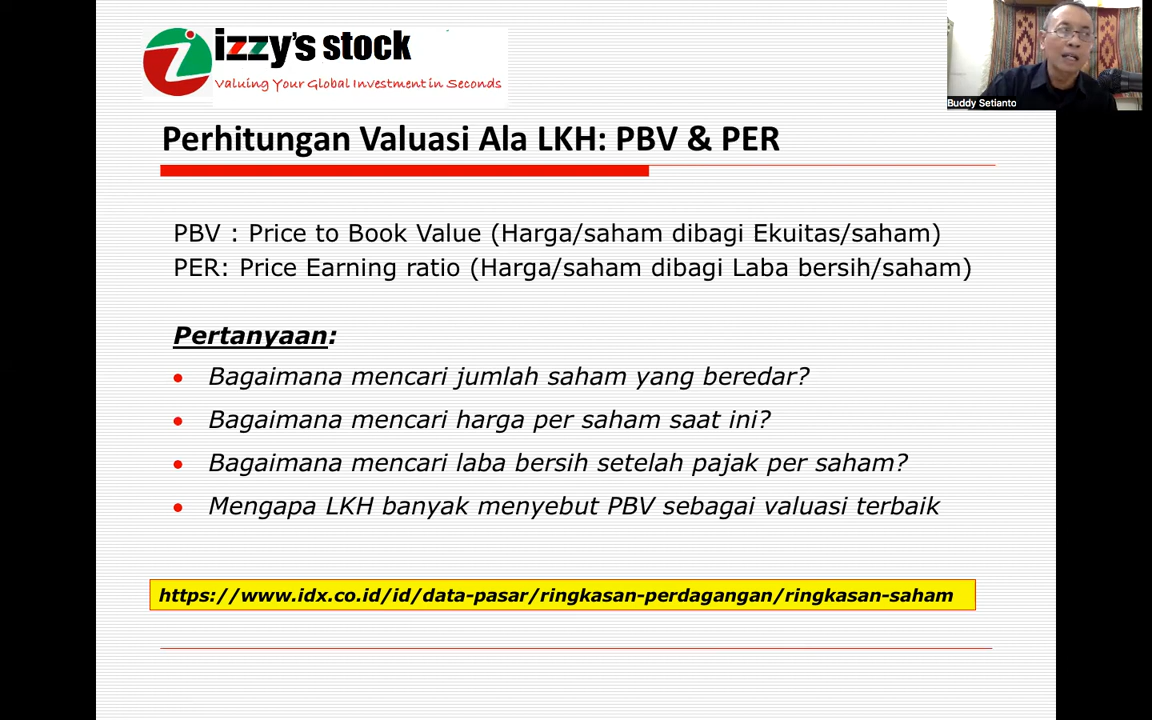 izzy's stock
Valuing Your Global Investment in Seconds
Buddy Setianto
Perhitungan Valuasi Ala LKH: PBV & PER
PBV : Price to Book Value (Harga/saham dibagi Ekuitas/saham)
PER: Price Earning ratio (Harga/saham dibagi Laba bersih/saham)
Pertanyaan:
• Bagaimana mencari jumlah saham yang beredar?
• Bagaimana mencari harga per saham saat ini?
• Bagaimana mencari laba bersih setelah pajak per saham?
• Mengapa LKH banyak menyebut PBV sebagai valuasi terbaik
https://www.idx.co.id/id/data-pasar/ringkasan-perdagangan/ringkasan-saham